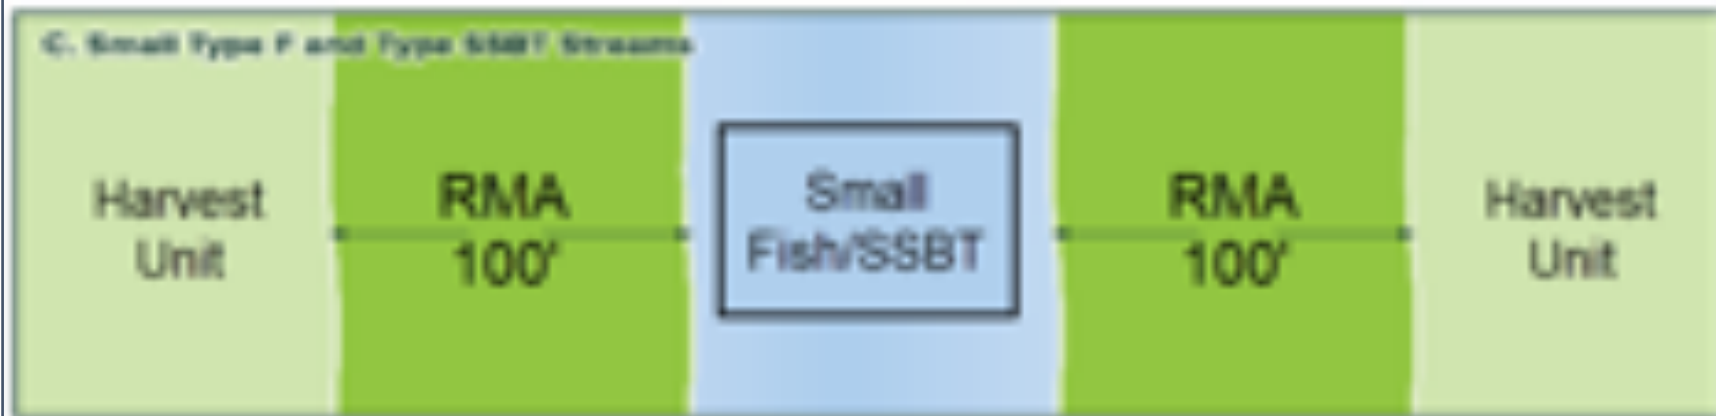 C. Small Type F and Type SSBT Streams
Harvest
Unit
RMA
100'
Small
Fish/SSBT
RMA
100'
Harvest
Unit